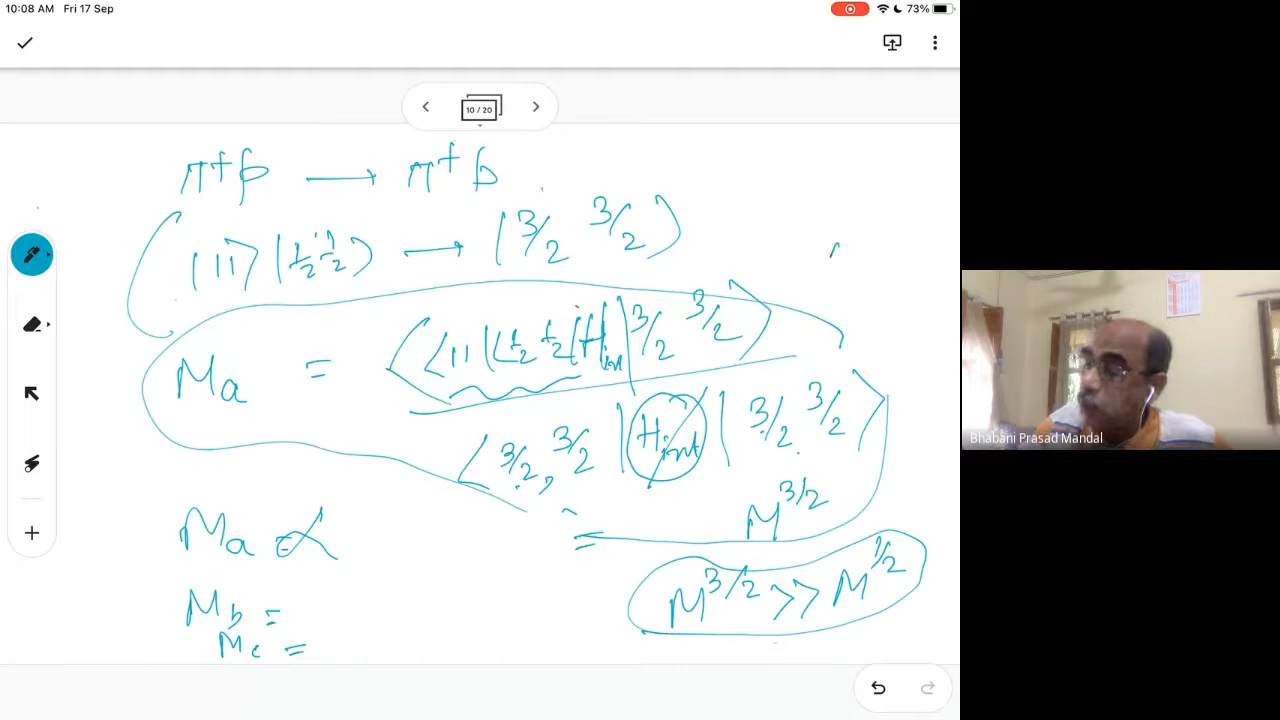 10:08 AM Fri 17 Sep
73%
10 / 20
π⁺p ⟶ π⁺p
|11⟩ |½ ½⟩ ⟶ |3/2 3/2⟩
Ma = ⟨⟨11|⟨½ ½|Hint|3/2 3/2⟩
⟨3/2, 3/2 | Hint | 3/2 3/2⟩
= M^3/2
Ma ∝
M^3/2 >> M^1/2
Mb =
Mc =
Bhabani Prasad Mandal